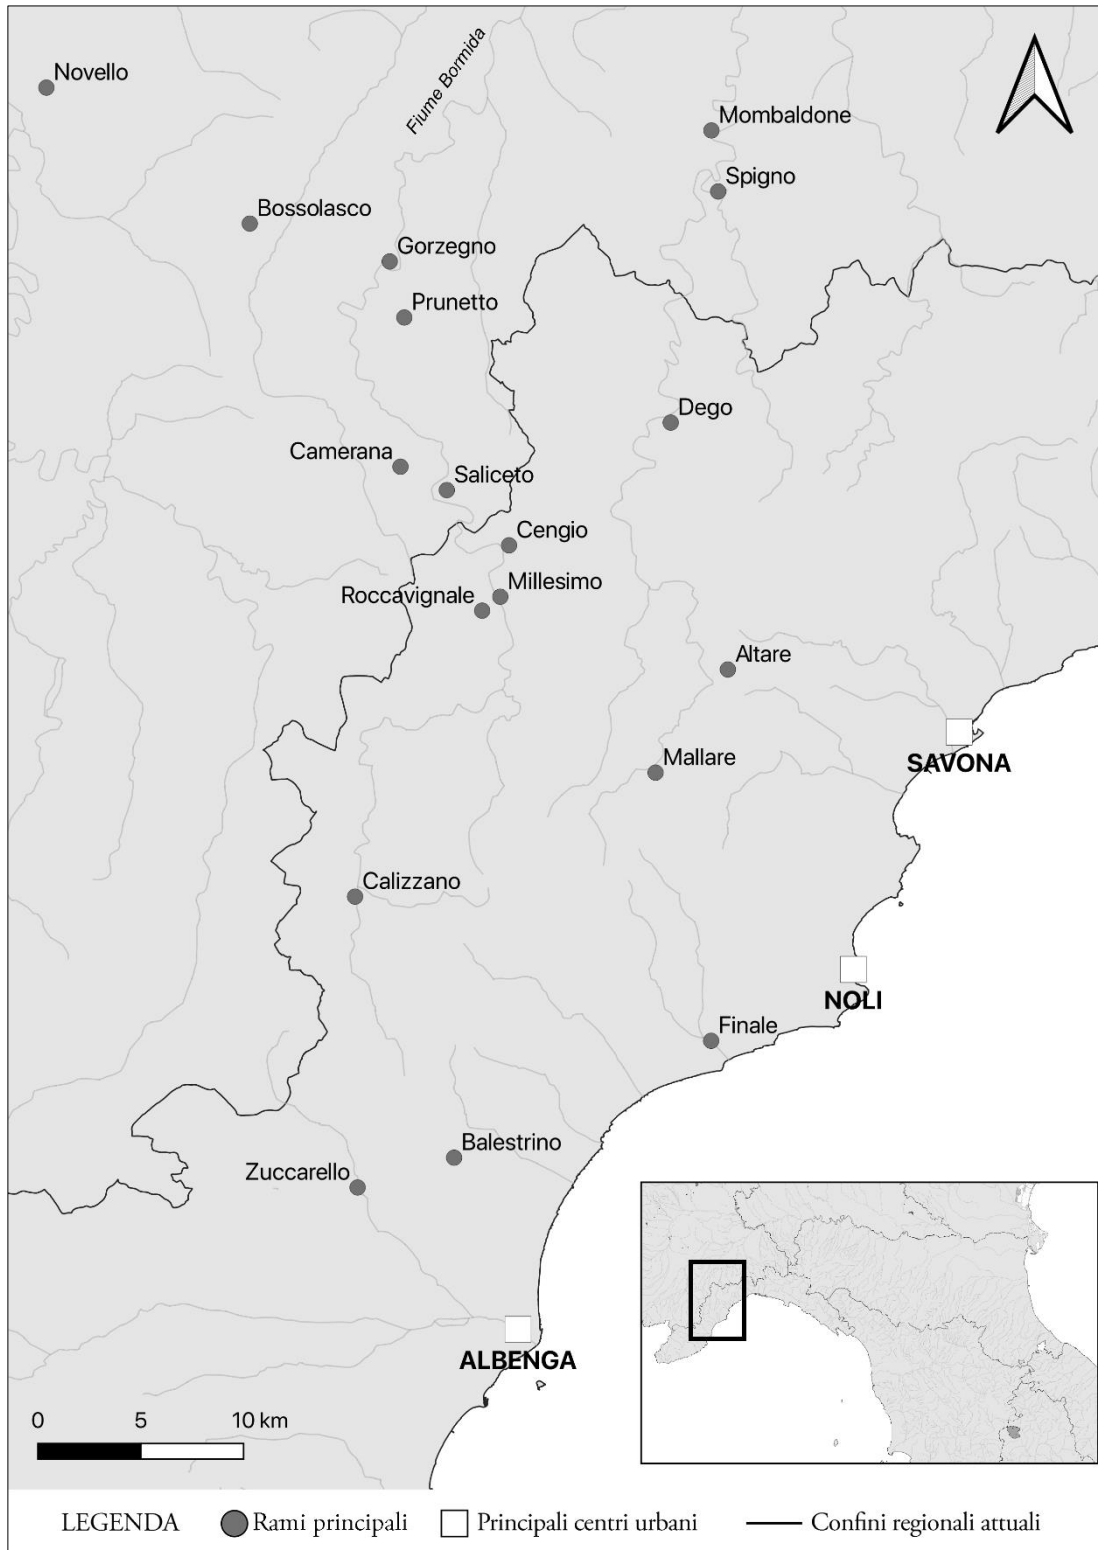 Novello
Fiume Bormida
Mombaldone
Spigno
Bossolasco
Gorzegno
Prunetto
Dego
Camerana
Saliceto
Cengio
Millesimo
Roccavignale
Altare
SAVONA
Mallare
Calizzano
NOLI
Finale
Balestrino
Zuccarello
ALBENGA
0 5 10 km
LEGENDA Rami principali Principali centri urbani Confini regionali attuali